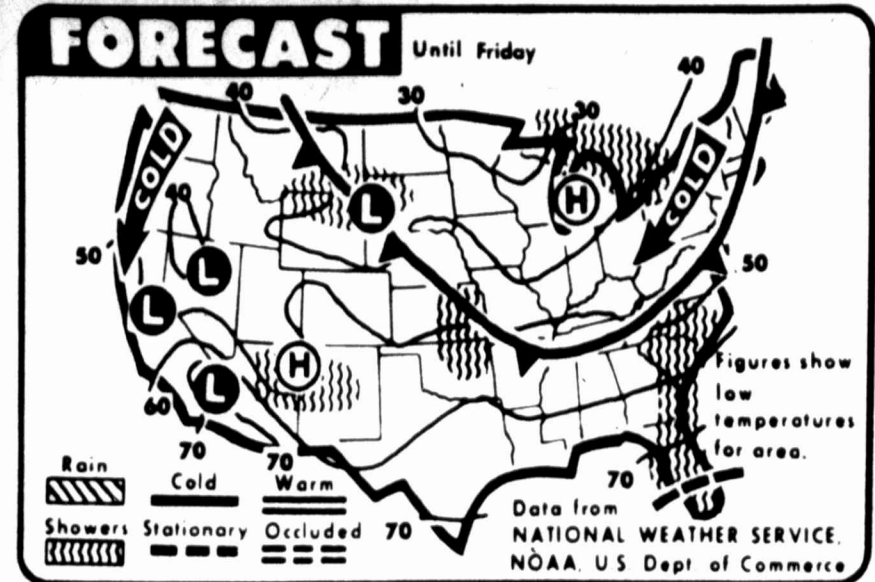 FORECAST Until Friday
40 30 40
30
COLD COLD
40
L H
50 L 50
L
H
L
60
70 70
70
70
Figures show
low
temperatures
for area.
Rain Cold Warm
Showers Stationary Occluded
Data from
NATIONAL WEATHER SERVICE,
NOAA, U.S. Dept. of Commerce